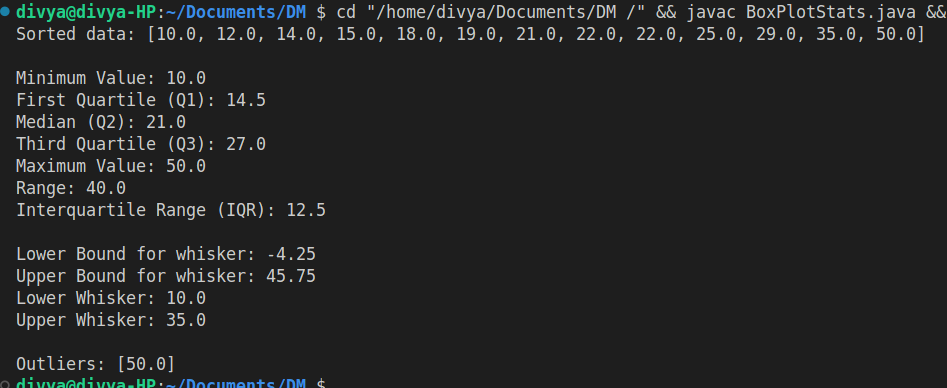 divya@divya-HP:~/Documents/DM $ cd "/home/divya/Documents/DM /" && javac BoxPlotStats.java &&
Sorted data: [10.0, 12.0, 14.0, 15.0, 18.0, 19.0, 21.0, 22.0, 22.0, 25.0, 29.0, 35.0, 50.0]
Minimum Value: 10.0
First Quartile (Q1): 14.5
Median (Q2): 21.0
Third Quartile (Q3): 27.0
Maximum Value: 50.0
Range: 40.0
Interquartile Range (IQR): 12.5
Lower Bound for whisker: -4.25
Upper Bound for whisker: 45.75
Lower Whisker: 10.0
Upper Whisker: 35.0
Outliers: [50.0]
divya@divya-HP:~/Documents/DM $